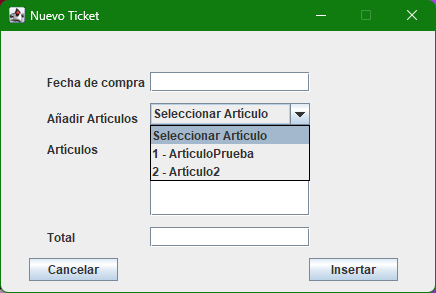 Nuevo Ticket
Fecha de compra
Añadir Artículos Seleccionar Artículo
Seleccionar Artículo
Artículos 1 - ArtículoPrueba
2 - Artículo2
Total
Cancelar Insertar